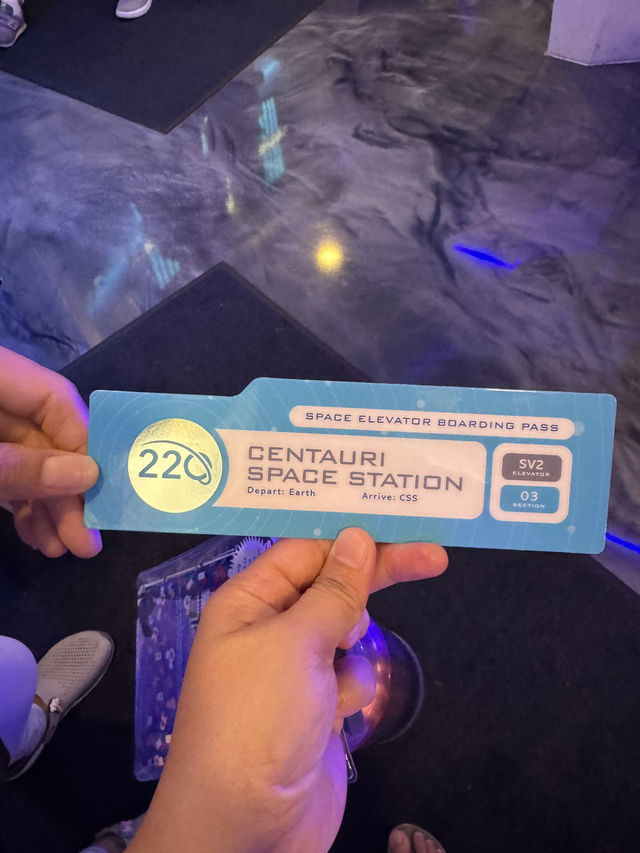 SPACE ELEVATOR BOARDING PASS
220
CENTAURI
SPACE STATION
Depart: Earth Arrive: CSS
SV2
ELEVATOR
03
SECTION